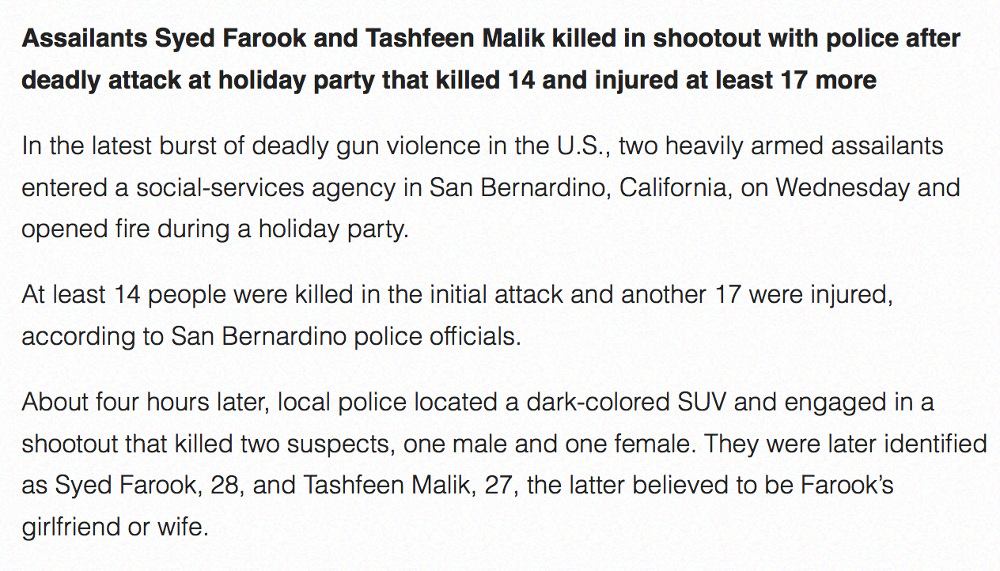 Assailants Syed Farook and Tashfeen Malik killed in shootout with police after
deadly attack at holiday party that killed 14 and injured at least 17 more
In the latest burst of deadly gun violence in the U.S., two heavily armed assailants
entered a social-services agency in San Bernardino, California, on Wednesday and
opened fire during a holiday party.
At least 14 people were killed in the initial attack and another 17 were injured,
according to San Bernardino police officials.
About four hours later, local police located a dark-colored SUV and engaged in a
shootout that killed two suspects, one male and one female. They were later identified
as Syed Farook, 28, and Tashfeen Malik, 27, the latter believed to be Farook’s
girlfriend or wife.